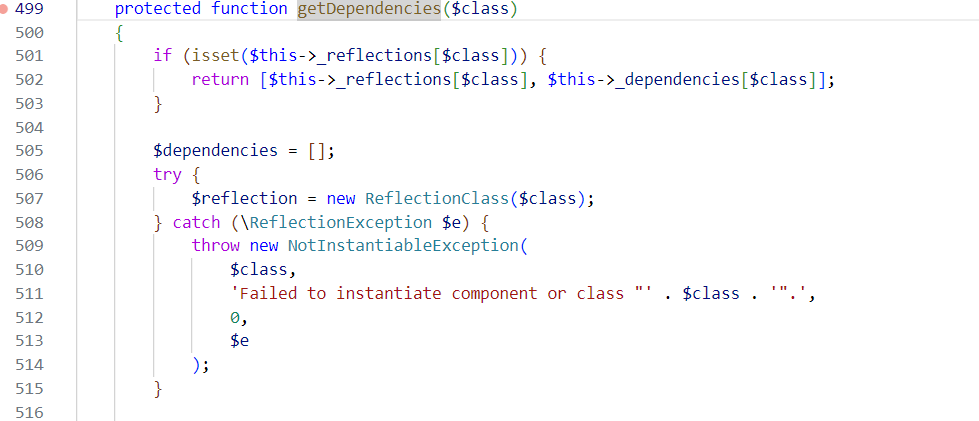 499 protected function getDependencies($class)
500 {
501 if (isset($this->_reflections[$class])) {
502 return [$this->_reflections[$class], $this->_dependencies[$class]];
503 }
504
505 $dependencies = [];
506 try {
507 $reflection = new ReflectionClass($class);
508 } catch (\ReflectionException $e) {
509 throw new NotInstantiableException(
510 $class,
511 'Failed to instantiate component or class "' . $class . '".',
512 0,
513 $e
514 );
515 }
516